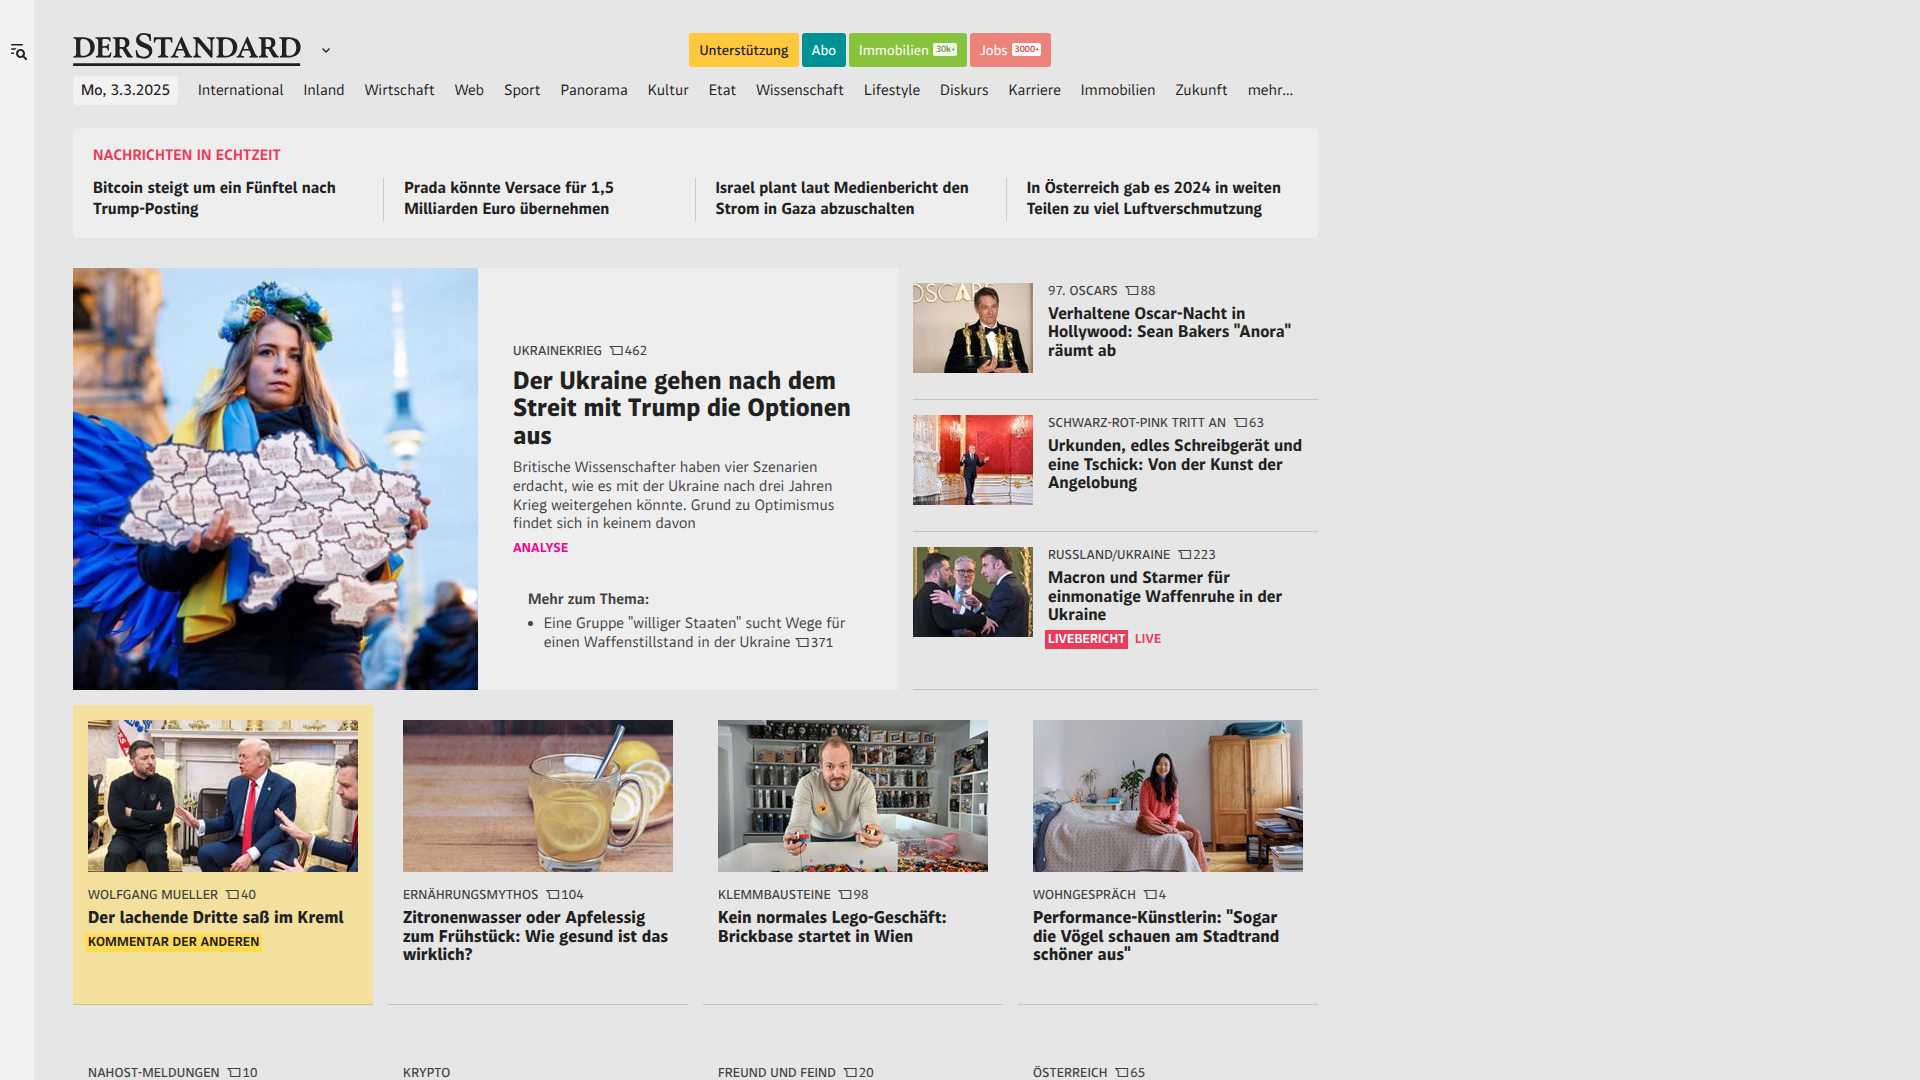 DERSTANDARD
Unterstützung
Abo
Immobilien 30k+
Jobs 3000+
Mo, 3.3.2025
International
Inland
Wirtschaft
Web
Sport
Panorama
Kultur
Etat
Wissenschaft
Lifestyle
Diskurs
Karriere
Immobilien
Zukunft
mehr...
NACHRICHTEN IN ECHTZEIT
Bitcoin steigt um ein Fünftel nach
Trump-Posting
Prada könnte Versace für 1,5
Milliarden Euro übernehmen
Israel plant laut Medienbericht den
Strom in Gaza abzuschalten
In Österreich gab es 2024 in weiten
Teilen zu viel Luftverschmutzung
UKRAINEKRIEG 462
Der Ukraine gehen nach dem
Streit mit Trump die Optionen
aus
Britische Wissenschafter haben vier Szenarien
erdacht, wie es mit der Ukraine nach drei Jahren
Krieg weitergehen könnte. Grund zu Optimismus
findet sich in keinem davon
ANALYSE
Mehr zum Thema:
• Eine Gruppe "williger Staaten" sucht Wege für
einen Waffenstillstand in der Ukraine 371
OSCARS
97. OSCARS 88
Verhaltene Oscar-Nacht in
Hollywood: Sean Bakers "Anora"
räumt ab
SCHWARZ-ROT-PINK TRITT AN 63
Urkunden, edles Schreibgerät und
eine Tschick: Von der Kunst der
Angelobung
RUSSLAND/UKRAINE 223
Macron und Starmer für
einmonatige Waffenruhe in der
Ukraine
LIVEBERICHT LIVE
WOLFGANG MUELLER 40
Der lachende Dritte saß im Kreml
KOMMENTAR DER ANDEREN
ERNÄHRUNGSMYTHOS 104
Zitronenwasser oder Apfelessig
zum Frühstück: Wie gesund ist das
wirklich?
KLEMMBAUSTEINE 98
Kein normales Lego-Geschäft:
Brickbase startet in Wien
WOHNGESPRÄCH 4
Performance-Künstlerin: "Sogar
die Vögel schauen am Stadtrand
schöner aus"
NAHOST-MELDUNGEN 10
KRYPTO
FREUND UND FEIND 20
ÖSTERREICH 65